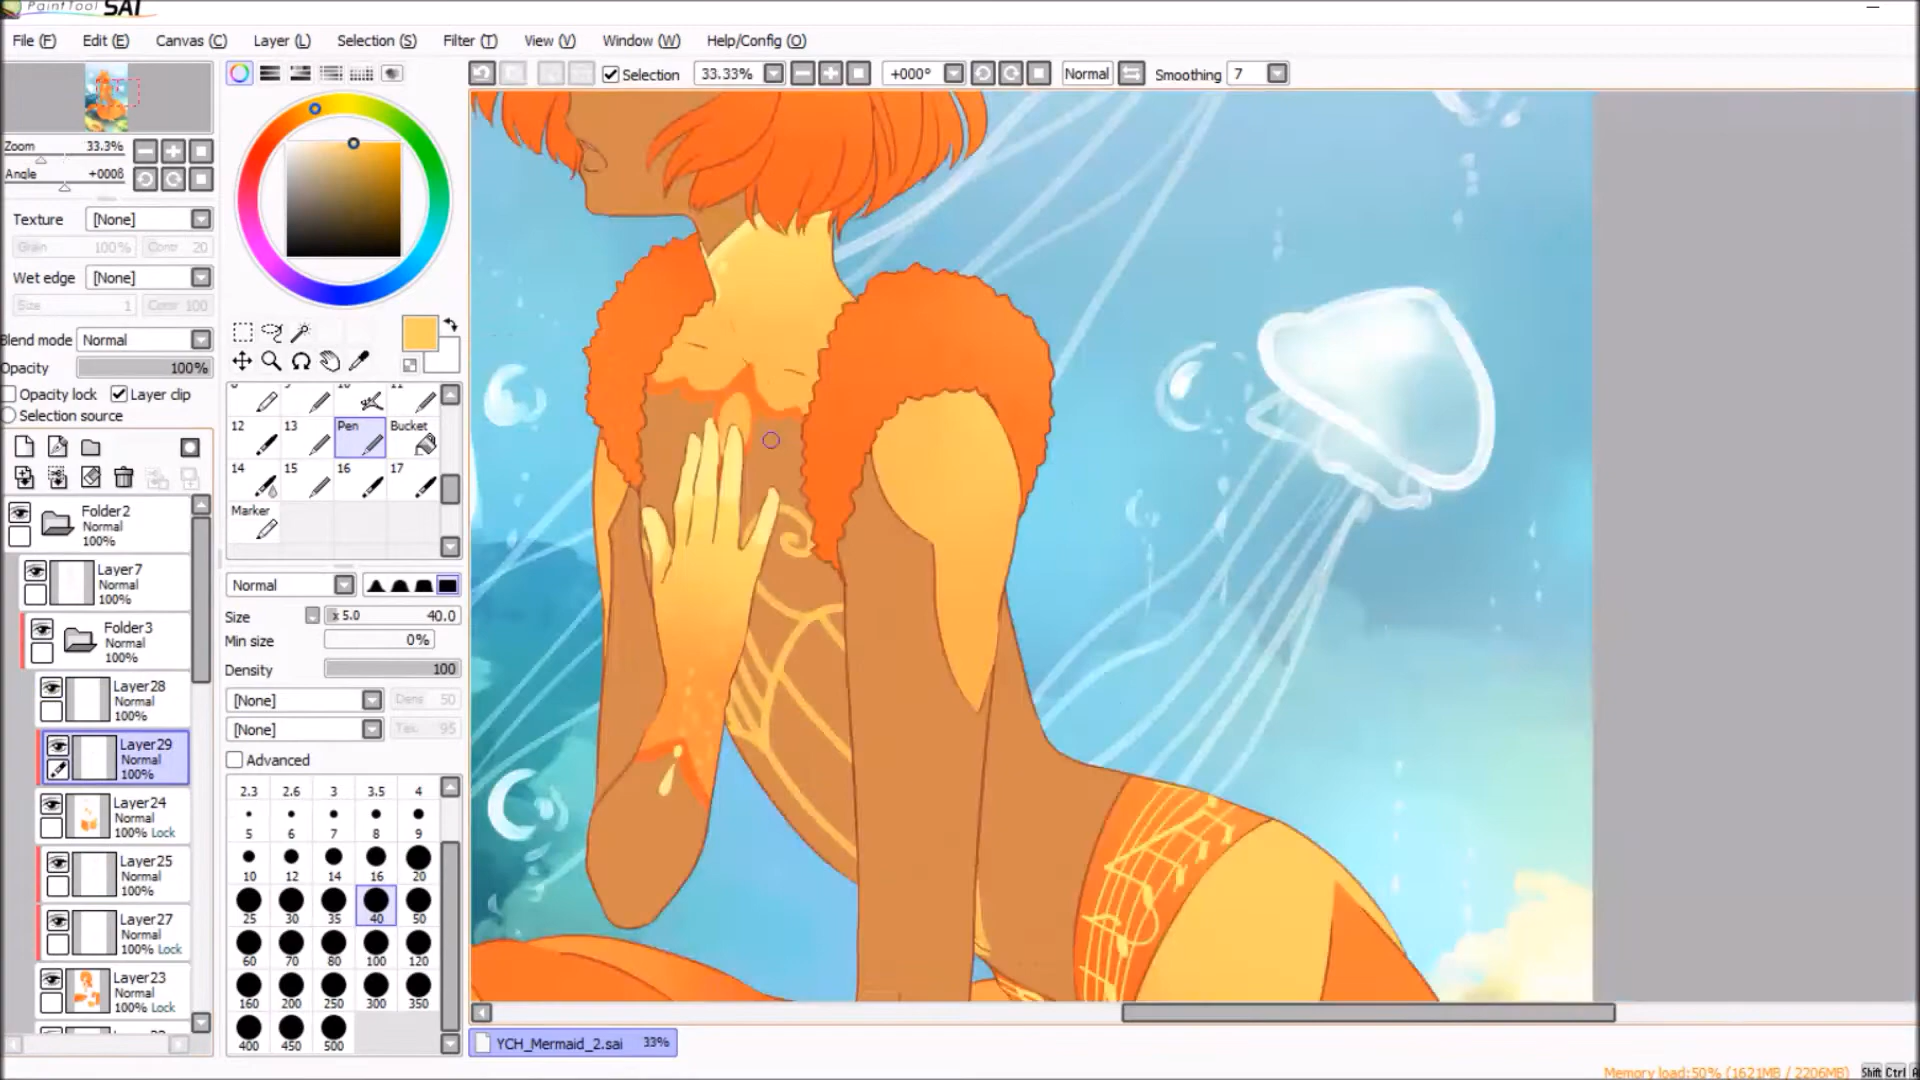 PaintTool SAI
File (F) Edit (E) Canvas (C) Layer (L) Selection (S) Filter (T) View (V) Window (W) Help/Config (O)
Selection 33.33% +000° Normal Smoothing 7
Zoom 33.3%
Angle +000ß
Texture [None]
Grain 100% Contr 20
Wet edge [None]
Size 1 Contr 100
Blend mode Normal
Opacity 100%
Opacity lock Layer clip
Selection source
Folder2
Normal
100%
Layer7
Normal
100%
Folder3
Normal
100%
Layer28
Normal
100%
Layer29
Normal
100%
Layer24
Normal
100% Lock
Layer25
Normal
100%
Layer27
Normal
100% Lock
Layer23
Normal
100% Lock
12 13 Pen Bucket
14 15 16 17
Marker
Normal
Size x 5.0 40.0
Min size 0%
Density 100
[None] Dens 50
[None] Tex 95
Advanced
2.3 2.6 3 3.5 4
5 6 7 8 9
10 12 14 16 20
25 30 35 40 50
60 70 80 100 120
160 200 250 300 350
400 450 500
YCH_Mermaid_2.sai 33%
Memory load:50% (1621MB / 2206MB) Shift Ctrl